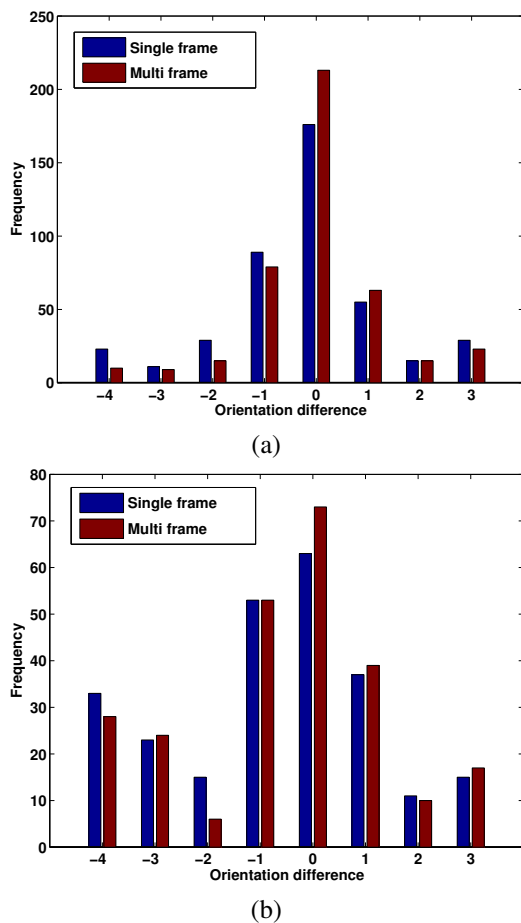 250
200
150
100
50
0
Frequency
Single frame
Multi frame
−4 −3 −2 −1 0 1 2 3
Orientation difference
(a)
80
70
60
50
40
30
20
10
0
Frequency
Single frame
Multi frame
−4 −3 −2 −1 0 1 2 3
Orientation difference
(b)